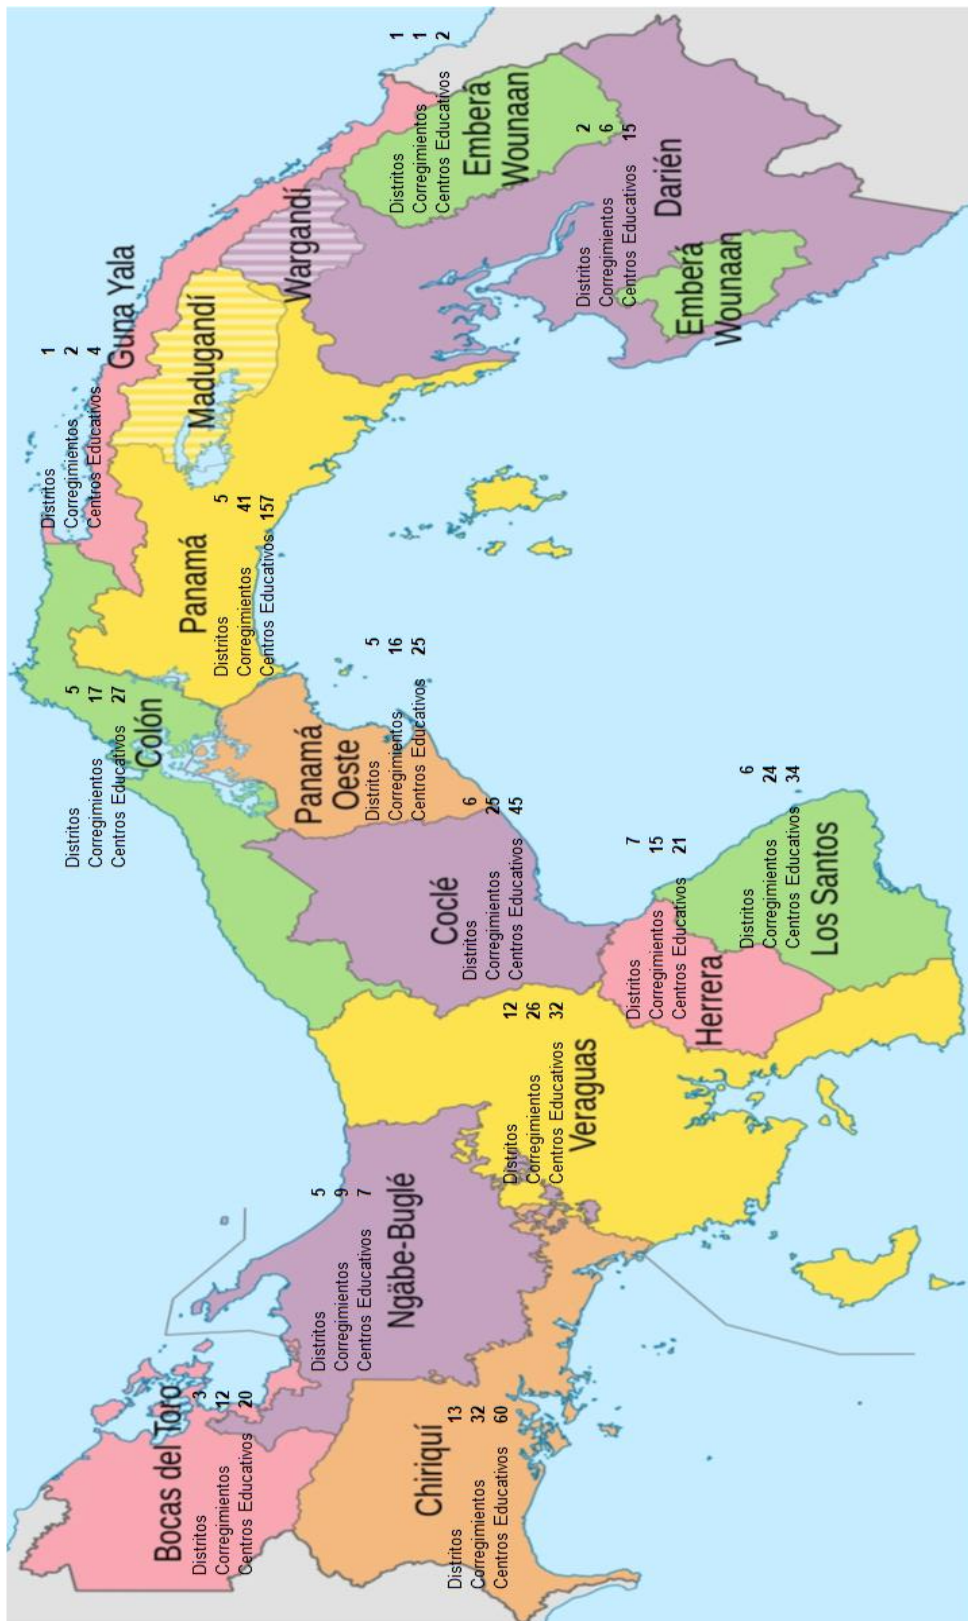 Bocas del Toro
Distritos 3
Corregimientos 12
Centros Educativos 20
Chiriquí
Distritos 13
Corregimientos 32
Centros Educativos 60
Distritos 5
Corregimientos 9
Centros Educativos 7
Ngäbe-Buglé
Distritos 12
Corregimientos 26
Centros Educativos 32
Veraguas
Distritos 5
Corregimientos 17
Centros Educativos 27
Colón
Coclé
Distritos 6
Corregimientos 25
Centros Educativos 45
Distritos 7
Corregimientos 15
Centros Educativos 21
Herrera
Distritos 6
Corregimientos 24
Centros Educativos 34
Los Santos
Panamá
Oeste
Distritos 5
Corregimientos 16
Centros Educativos 25
Panamá
Distritos 5
Corregimientos 41
Centros Educativos 157
Distritos 1
Corregimientos 2
Centros Educativos 4
Guna Yala
Madugandí
Wargandí
Distritos 1
Corregimientos 1
Centros Educativos 2
Emberá
Wounaan
Distritos 2
Corregimientos 6
Centros Educativos 15
Darién
Emberá
Wounaan